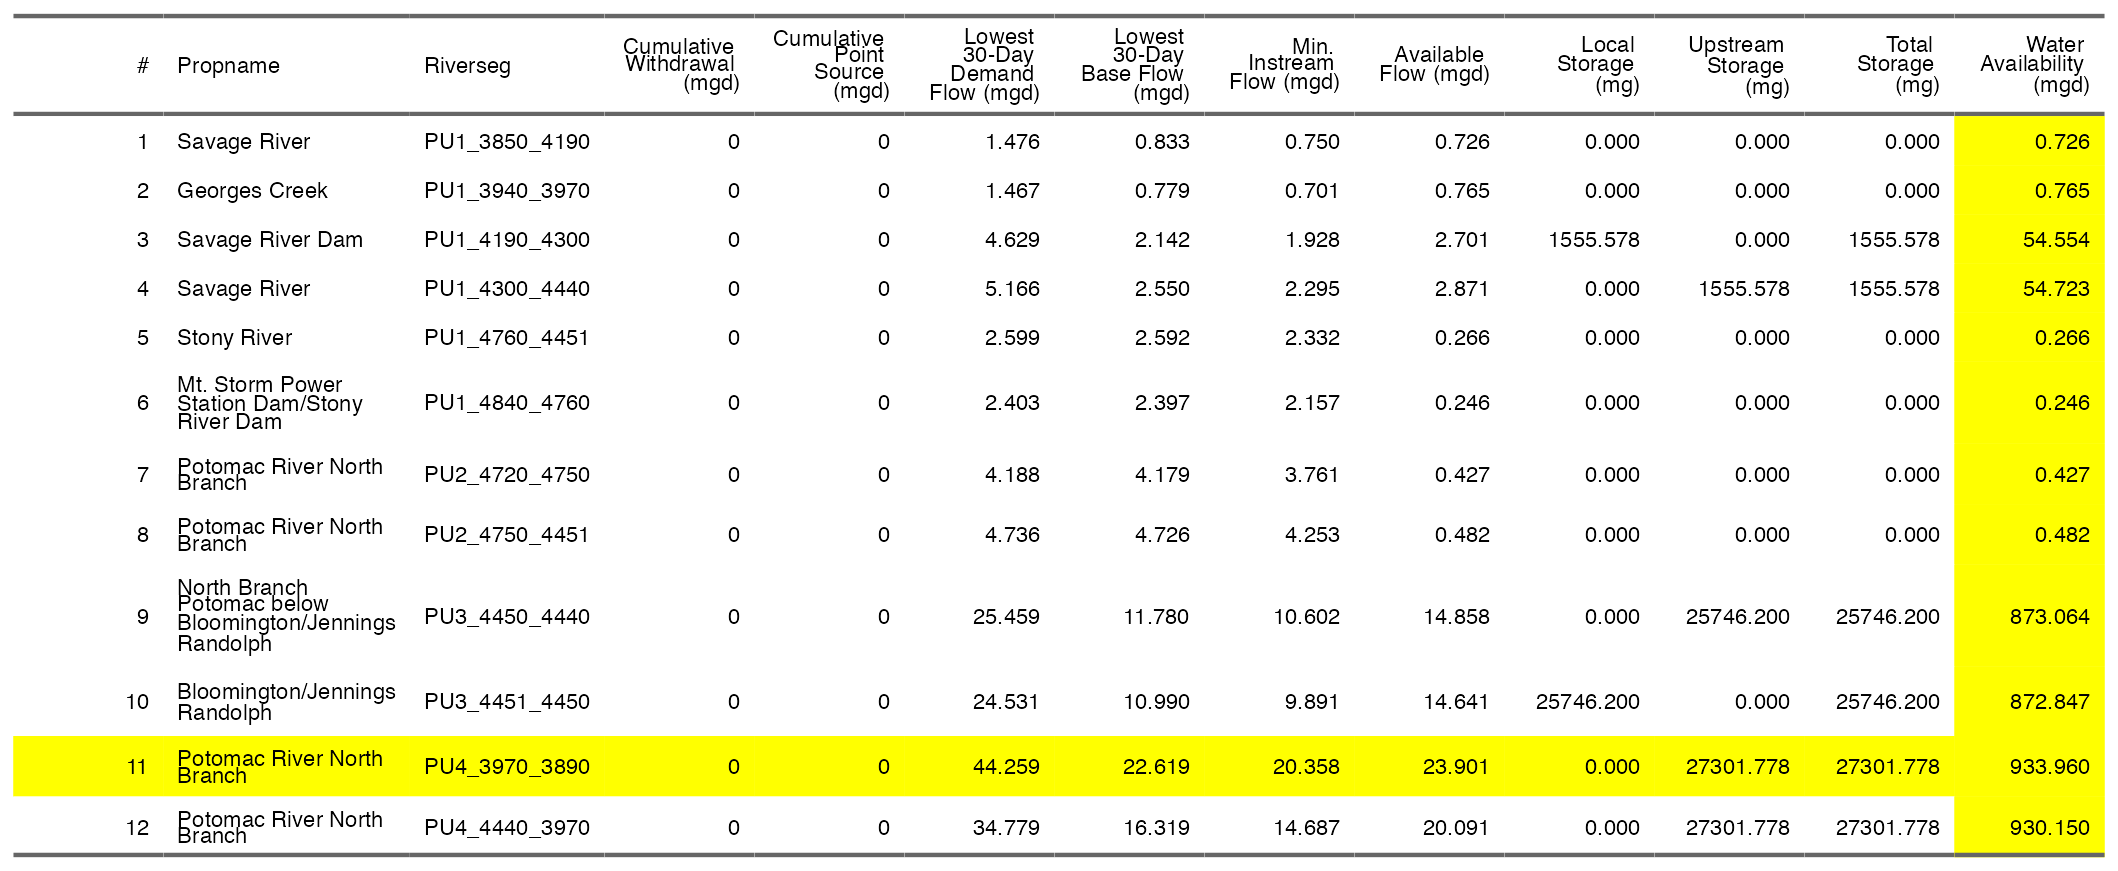 # Propname Riverseg Cumulative Withdrawal (mgd) Cumulative Point Source (mgd) Lowest 30-Day Demand Flow (mgd) Lowest 30-Day Base Flow (mgd) Min. Instream Flow (mgd) Available Flow (mgd) Local Storage (mg) Upstream Storage (mg) Total Storage (mg) Water Availability (mgd)
1 Savage River PU1_3850_4190 0 0 1.476 0.833 0.750 0.726 0.000 0.000 0.000 0.726
2 Georges Creek PU1_3940_3970 0 0 1.467 0.779 0.701 0.765 0.000 0.000 0.000 0.765
3 Savage River Dam PU1_4190_4300 0 0 4.629 2.142 1.928 2.701 1555.578 0.000 1555.578 54.554
4 Savage River PU1_4300_4440 0 0 5.166 2.550 2.295 2.871 0.000 1555.578 1555.578 54.723
5 Stony River PU1_4760_4451 0 0 2.599 2.592 2.332 0.266 0.000 0.000 0.000 0.266
6 Mt. Storm Power Station Dam/Stony River Dam PU1_4840_4760 0 0 2.403 2.397 2.157 0.246 0.000 0.000 0.000 0.246
7 Potomac River North Branch PU2_4720_4750 0 0 4.188 4.179 3.761 0.427 0.000 0.000 0.000 0.427
8 Potomac River North Branch PU2_4750_4451 0 0 4.736 4.726 4.253 0.482 0.000 0.000 0.000 0.482
9 North Branch Potomac below Bloomington/Jennings Randolph PU3_4450_4440 0 0 25.459 11.780 10.602 14.858 0.000 25746.200 25746.200 873.064
10 Bloomington/Jennings Randolph PU3_4451_4450 0 0 24.531 10.990 9.891 14.641 25746.200 0.000 25746.200 872.847
11 Potomac River North Branch PU4_3970_3890 0 0 44.259 22.619 20.358 23.901 0.000 27301.778 27301.778 933.960
12 Potomac River North Branch PU4_4440_3970 0 0 34.779 16.319 14.687 20.091 0.000 27301.778 27301.778 930.150